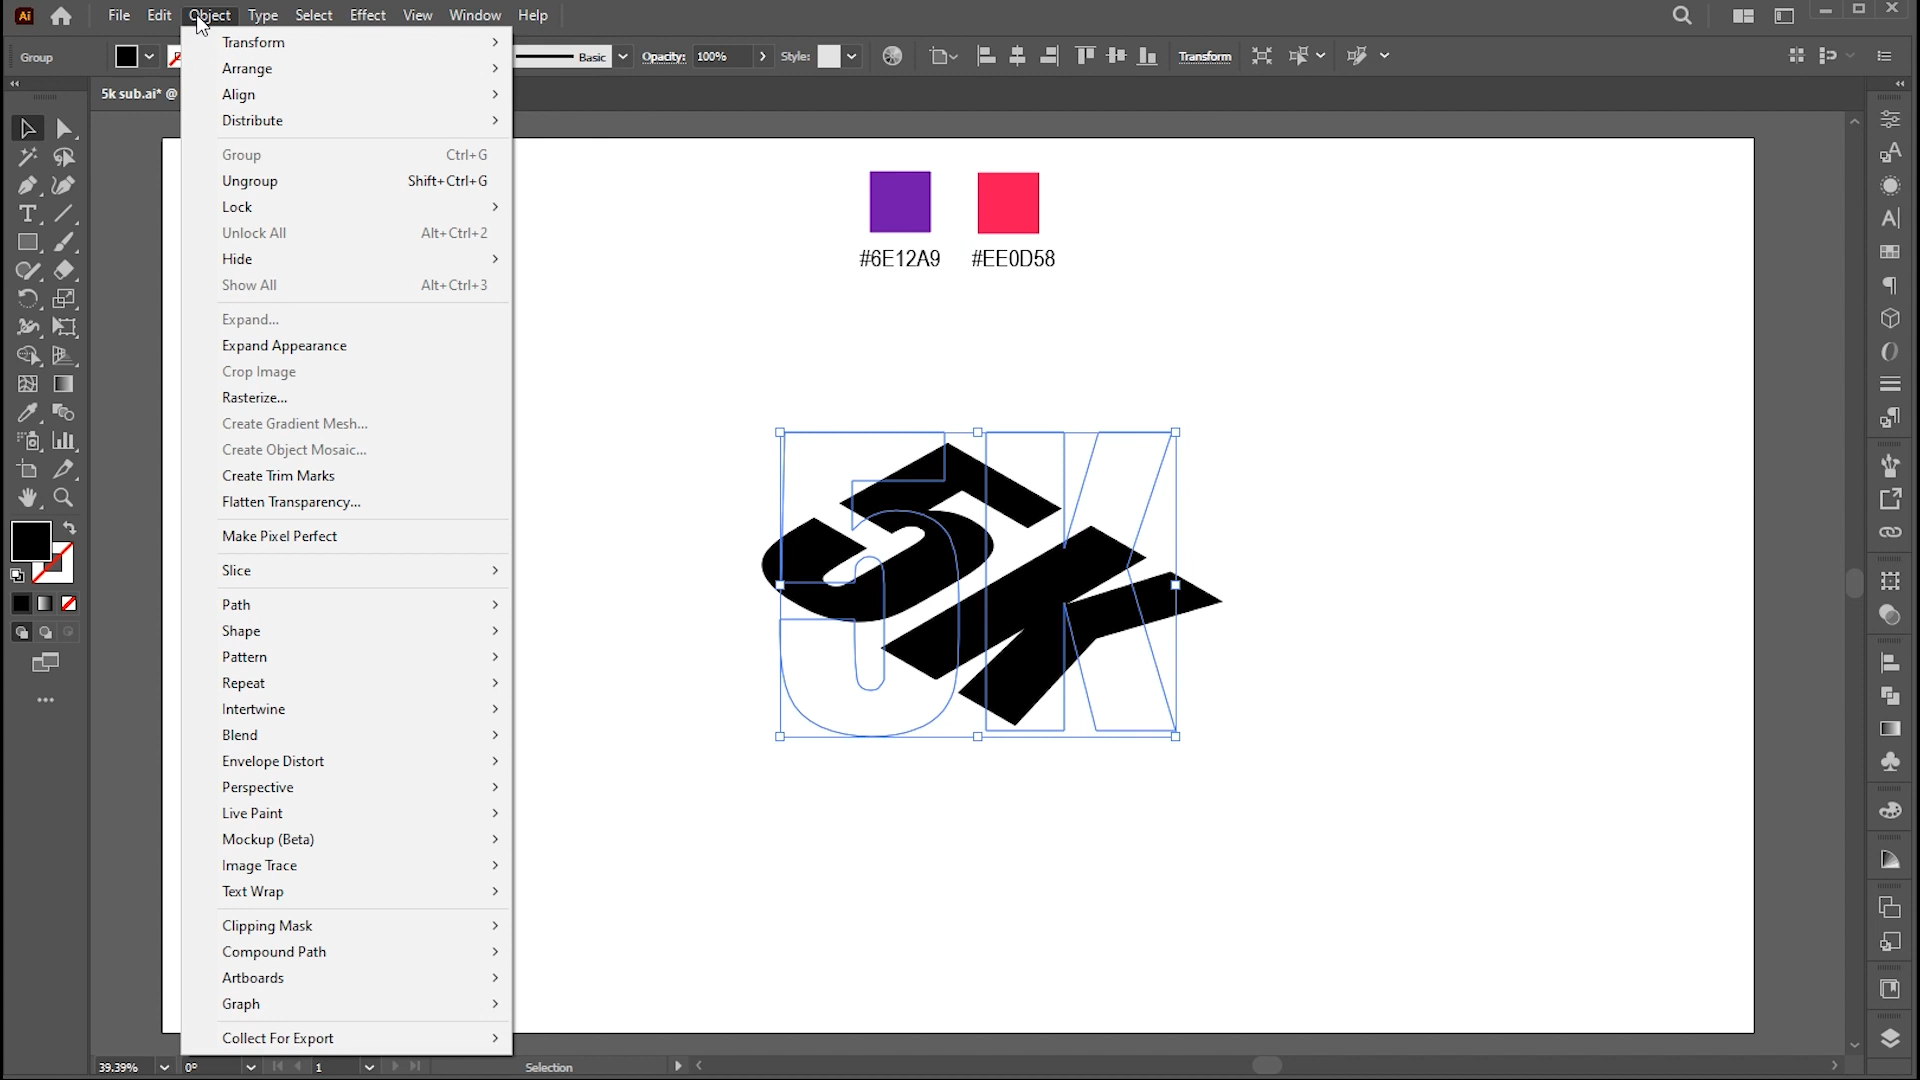 Ai File Edit Object Type Select Effect View Window Help
Group Basic Opacity: 100% Style: Transform
5k sub.ai* @
Transform
Arrange
Align
Distribute
Group Ctrl+G
Ungroup Shift+Ctrl+G
Lock
Unlock All Alt+Ctrl+2
Hide
Show All Alt+Ctrl+3
Expand...
Expand Appearance
Crop Image
Rasterize...
Create Gradient Mesh...
Create Object Mosaic...
Create Trim Marks
Flatten Transparency...
Make Pixel Perfect
Slice
Path
Shape
Pattern
Repeat
Intertwine
Blend
Envelope Distort
Perspective
Live Paint
Mockup (Beta)
Image Trace
Text Wrap
Clipping Mask
Compound Path
Artboards
Graph
Collect For Export
#6E12A9 #EE0D58
5K
39.39% 0° 1 Selection